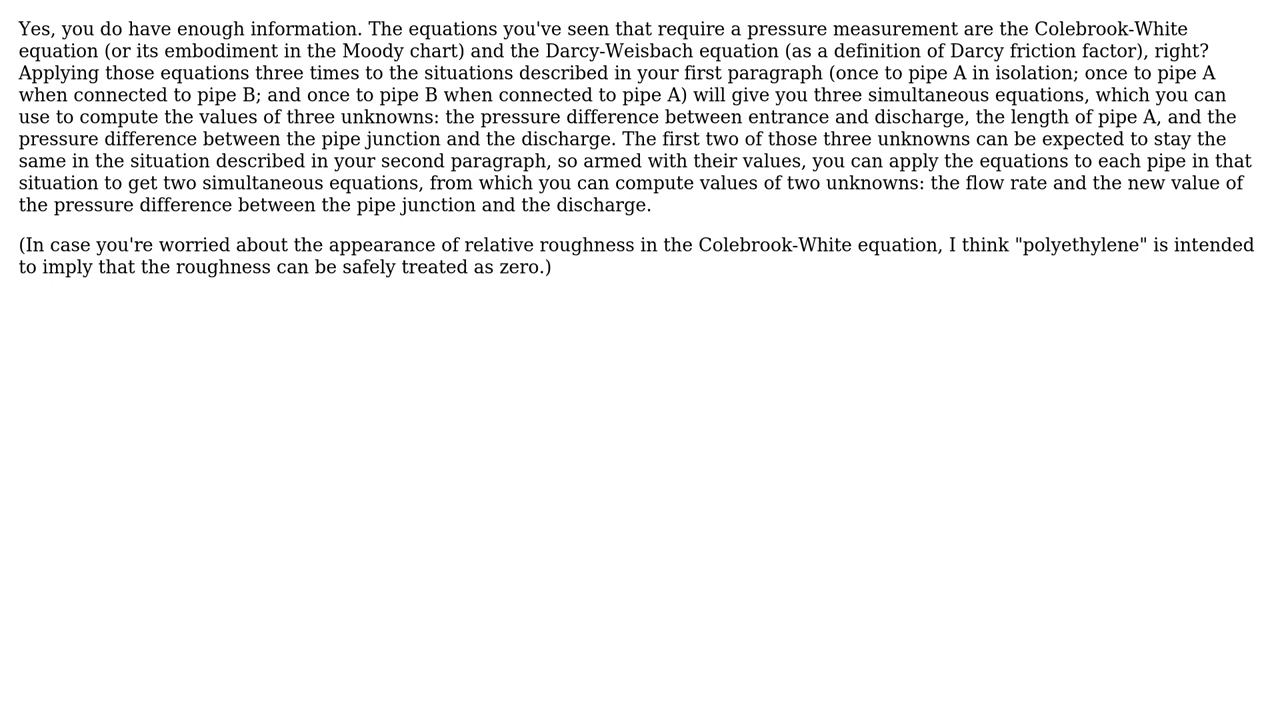 Yes, you do have enough information. The equations you've seen that require a pressure measurement are the Colebrook-White
equation (or its embodiment in the Moody chart) and the Darcy-Weisbach equation (as a definition of Darcy friction factor), right?
Applying those equations three times to the situations described in your first paragraph (once to pipe A in isolation; once to pipe A
when connected to pipe B; and once to pipe B when connected to pipe A) will give you three simultaneous equations, which you can
use to compute the values of three unknowns: the pressure difference between entrance and discharge, the length of pipe A, and the
pressure difference between the pipe junction and the discharge. The first two of those three unknowns can be expected to stay the
same in the situation described in your second paragraph, so armed with their values, you can apply the equations to each pipe in that
situation to get two simultaneous equations, from which you can compute values of two unknowns: the flow rate and the new value of
the pressure difference between the pipe junction and the discharge.
(In case you're worried about the appearance of relative roughness in the Colebrook-White equation, I think "polyethylene" is intended
to imply that the roughness can be safely treated as zero.)